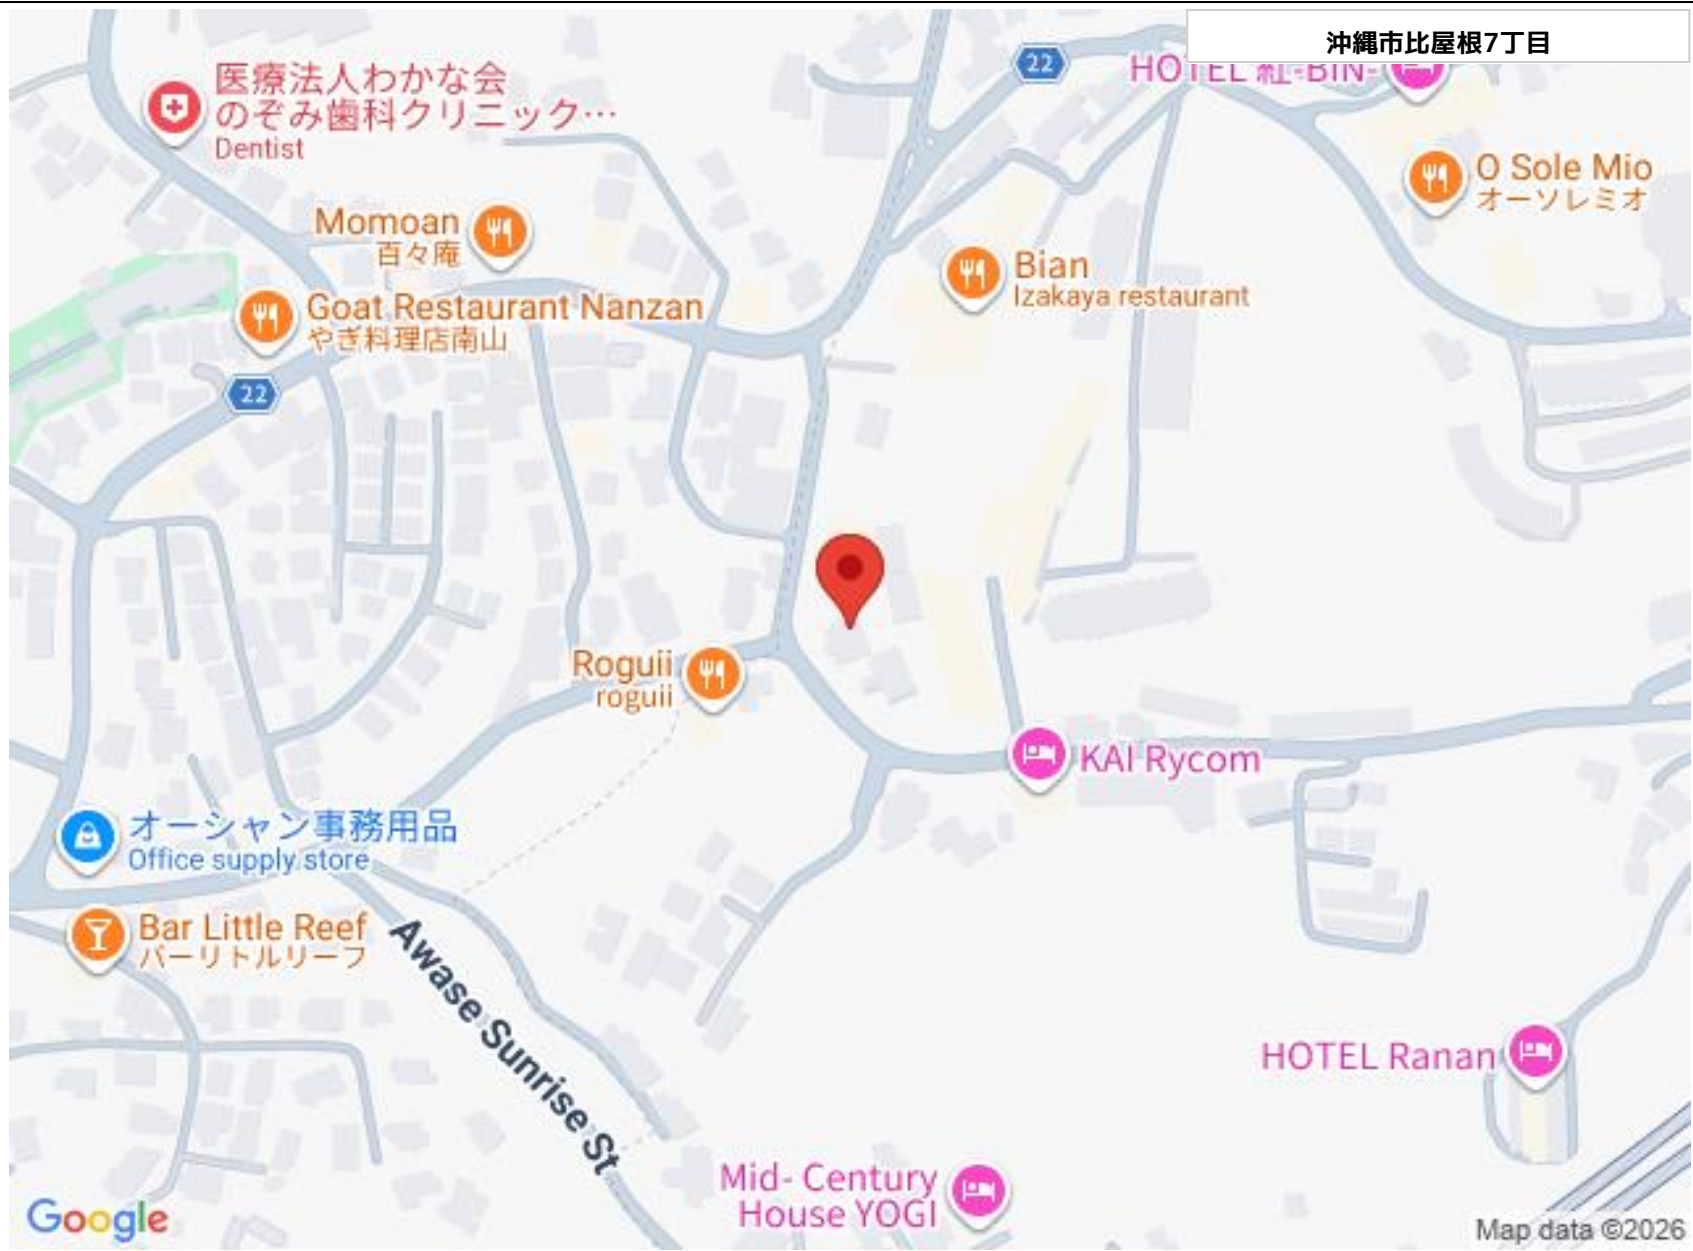 沖縄市比屋根7丁目
22
HOTEL 紅-BIN-
医療法人わかな会
のぞみ歯科クリニック…
Dentist
O Sole Mio
オーソレミオ
Momoan
百々庵
Bian
Izakaya restaurant
Goat Restaurant Nanzan
やぎ料理店南山
22
Roguii
roguii
KAI Rycom
オーシャン事務用品
Office supply store
Bar Little Reef
バーリトルリーフ
Awase Sunrise St
HOTEL Ranan
Mid- Century
House YOGI
Google
Map data ©2026